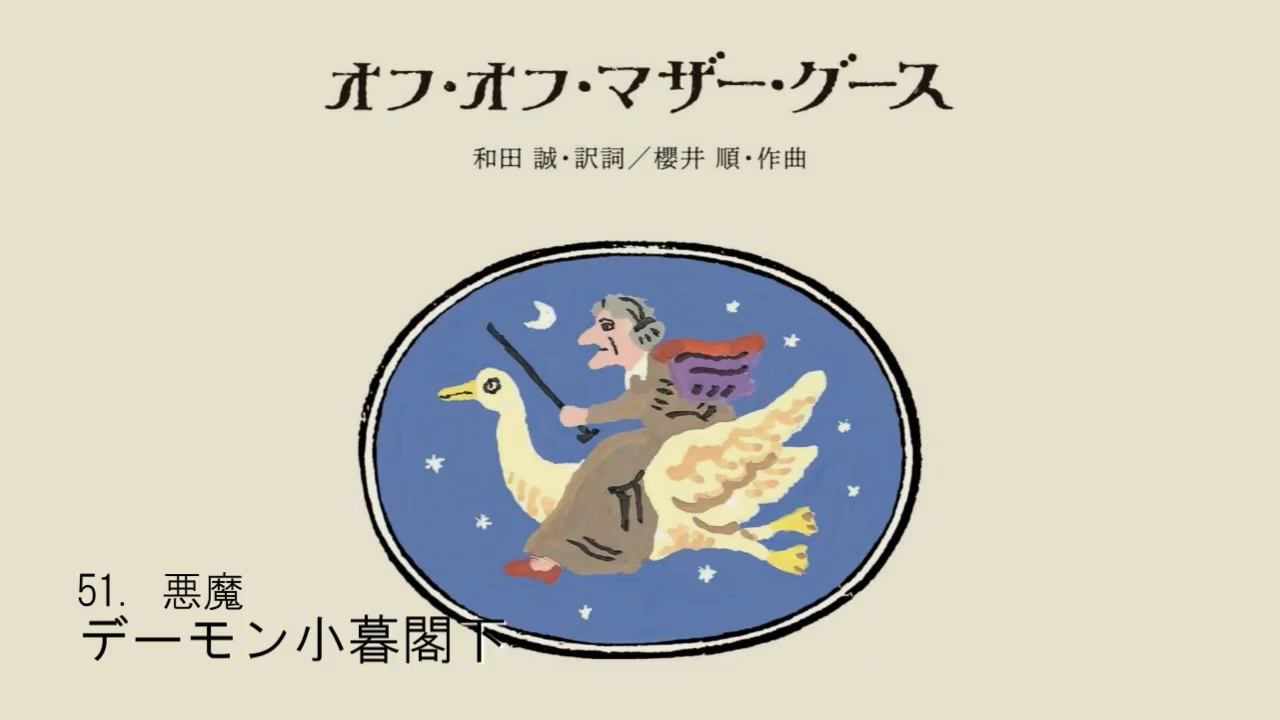 オフ・オフ・マザー・グース
和田 誠・訳詞／櫻井 順・作曲
51. 悪魔
デーモン小暮閣下